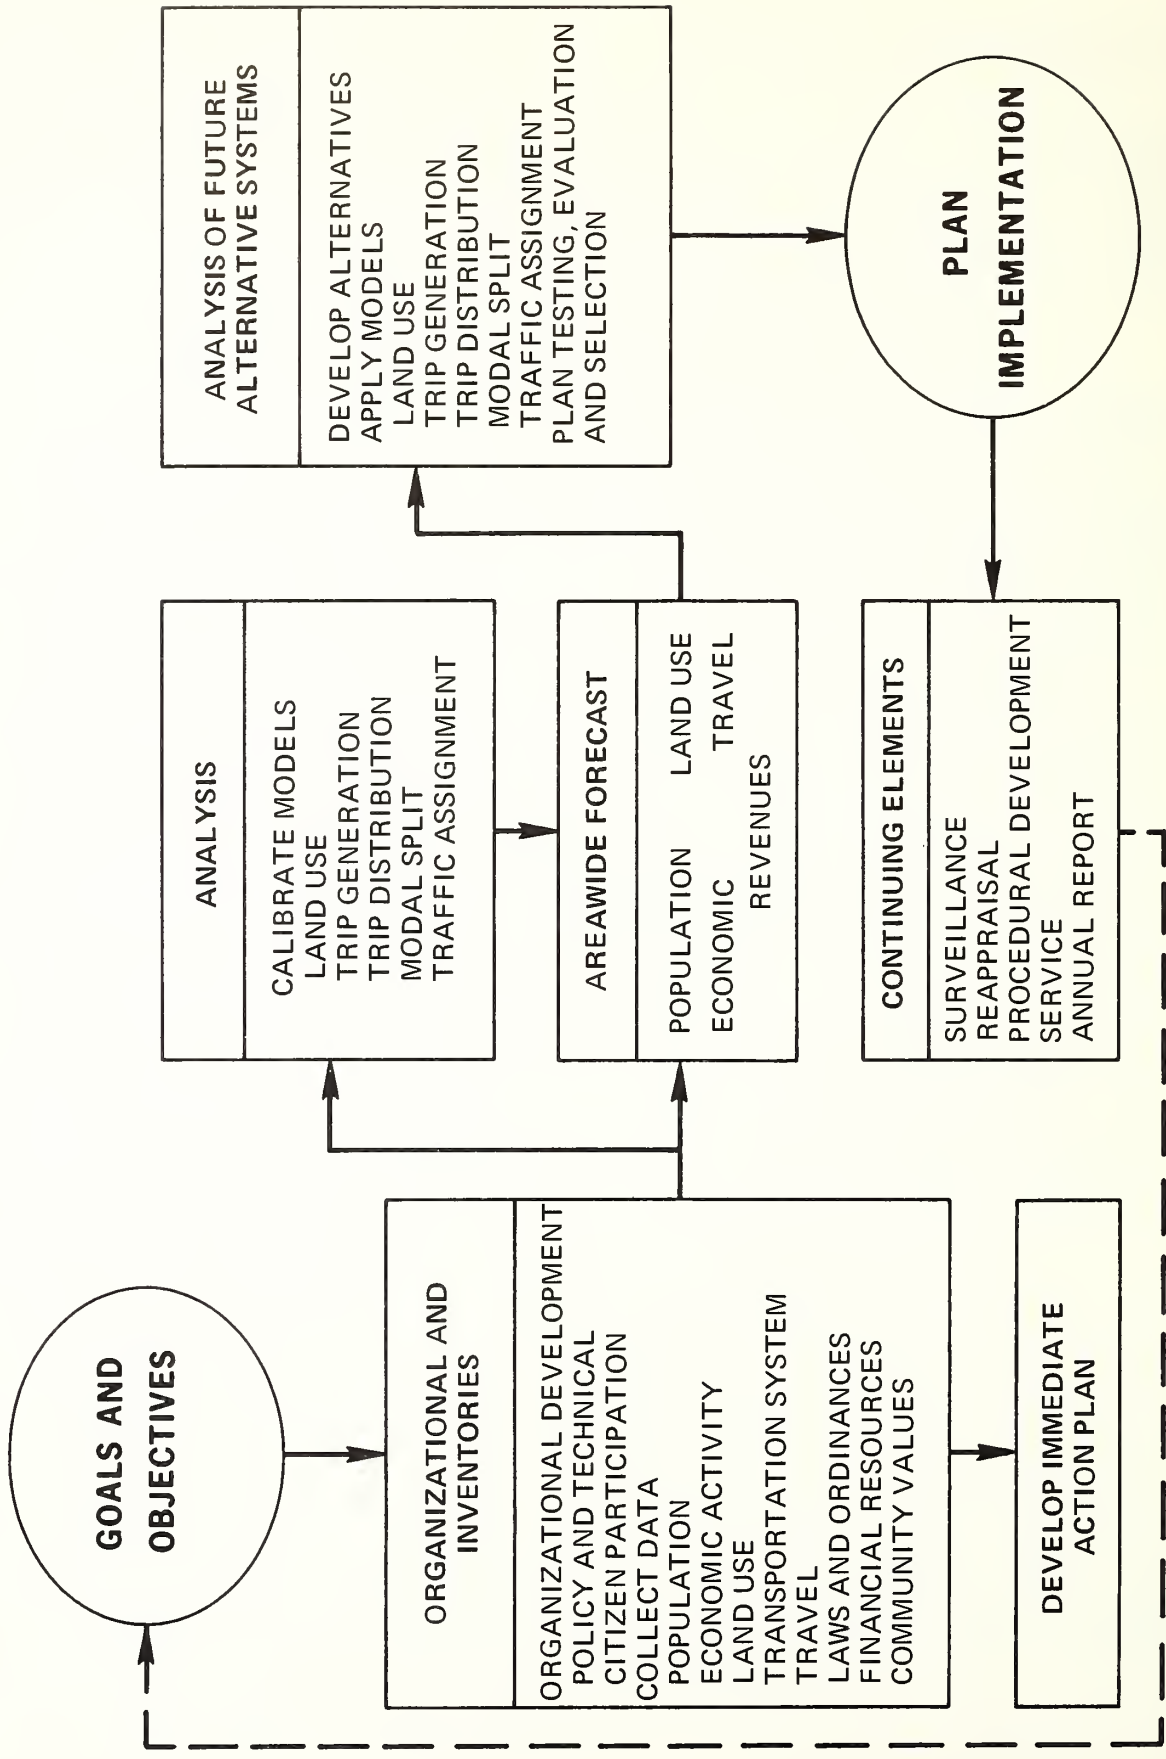 GOALS AND
OBJECTIVES
ORGANIZATIONAL AND
INVENTORIES
ORGANIZATIONAL DEVELOPMENT
POLICY AND TECHNICAL
CITIZEN PARTICIPATION
COLLECT DATA
POPULATION
ECONOMIC ACTIVITY
LAND USE
TRANSPORTATION SYSTEM
TRAVEL
LAWS AND ORDINANCES
FINANCIAL RESOURCES
COMMUNITY VALUES
DEVELOP IMMEDIATE
ACTION PLAN
ANALYSIS
CALIBRATE MODELS
LAND USE
TRIP GENERATION
TRIP DISTRIBUTION
MODAL SPLIT
TRAFFIC ASSIGNMENT
AREAWIDE FORECAST
POPULATION LAND USE
ECONOMIC TRAVEL
REVENUES
ANALYSIS OF FUTURE
ALTERNATIVE SYSTEMS
DEVELOP ALTERNATIVES
APPLY MODELS
LAND USE
TRIP GENERATION
TRIP DISTRIBUTION
MODAL SPLIT
TRAFFIC ASSIGNMENT
PLAN TESTING, EVALUATION
AND SELECTION
PLAN
IMPLEMENTATION
CONTINUING ELEMENTS
SURVEILLANCE
REAPPRAISAL
PROCEDURAL DEVELOPMENT
SERVICE
ANNUAL REPORT